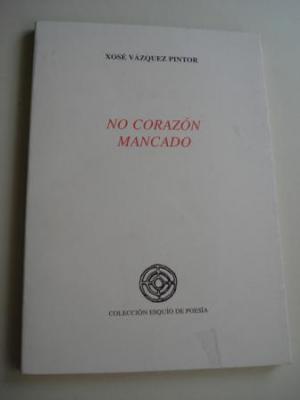 XOSÉ VÁZQUEZ PINTOR
NO CORAZÓN
MANCADO
COLECCIÓN ESQUÍO DE POESÍA